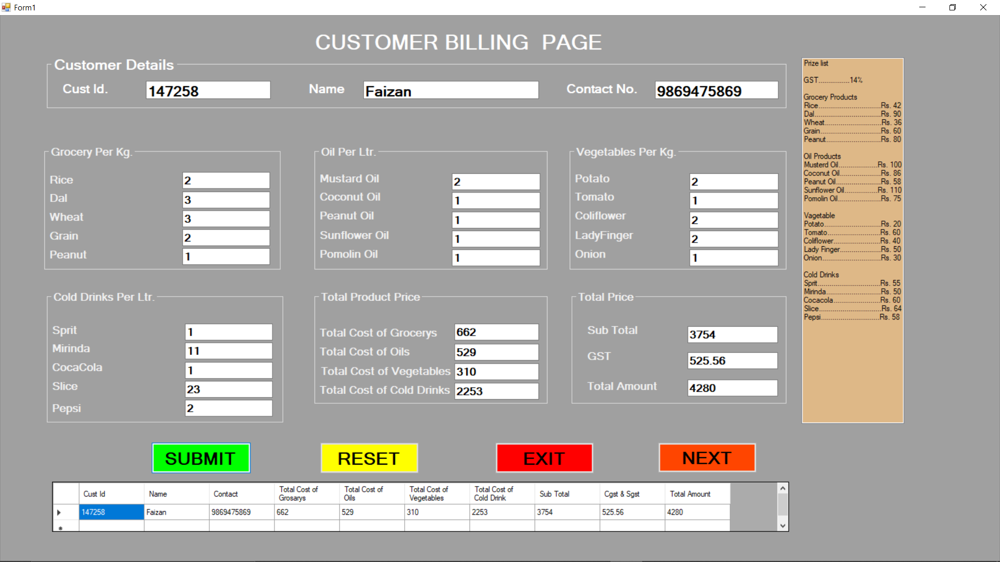 Form1
CUSTOMER BILLING PAGE
Customer Details
Cust Id. 147258 Name Faizan Contact No. 9869475869
Grocery Per Kg.
Rice 2
Dal 3
Wheat 3
Grain 2
Peanut 1
Oil Per Ltr.
Mustard Oil 2
Coconut Oil 1
Peanut Oil 1
Sunflower Oil 1
Pomolin Oil 1
Vegetables Per Kg.
Potato 2
Tomato 1
Coliflower 2
LadyFinger 2
Onion 1
Cold Drinks Per Ltr.
Sprit 1
Mirinda 11
CocaCola 1
Slice 23
Pepsi 2
Total Product Price
Total Cost of Grocerys 662
Total Cost of Oils 529
Total Cost of Vegetables 310
Total Cost of Cold Drinks 2253
Total Price
Sub Total 3754
GST 525.56
Total Amount 4280
Prize list
GST................14%
Grocery Products
Rice................................Rs. 42
Dal..................................Rs. 90
Wheat.............................Rs. 36
Grain...............................Rs. 60
Peanut............................Rs. 80
Oil Products
Musterd Oil....................Rs. 100
Coconut Oil.....................Rs. 86
Peanut Oil.......................Rs. 58
Sunflower Oil.................Rs. 110
Pomolin Oil......................Rs. 75
Vagetable
Potato.............................Rs. 20
Tomato............................Rs. 60
Coliflower........................Rs. 40
Lady Finger.....................Rs. 50
Onion..............................Rs. 30
Cold Drinks
Sprit................................Rs. 55
Mirinda............................Rs. 50
Cocacola........................Rs. 60
Slice................................Rs. 64
Pepsi..............................Rs. 58
SUBMIT RESET EXIT NEXT
Cust Id Name Contact Total Cost of Grosarys Total Cost of Oils Total Cost of Vegetables Total Cost of Cold Drink Sub Total Cgst & Sgst Total Amount
147258 Faizan 9869475869 662 529 310 2253 3754 525.56 4280